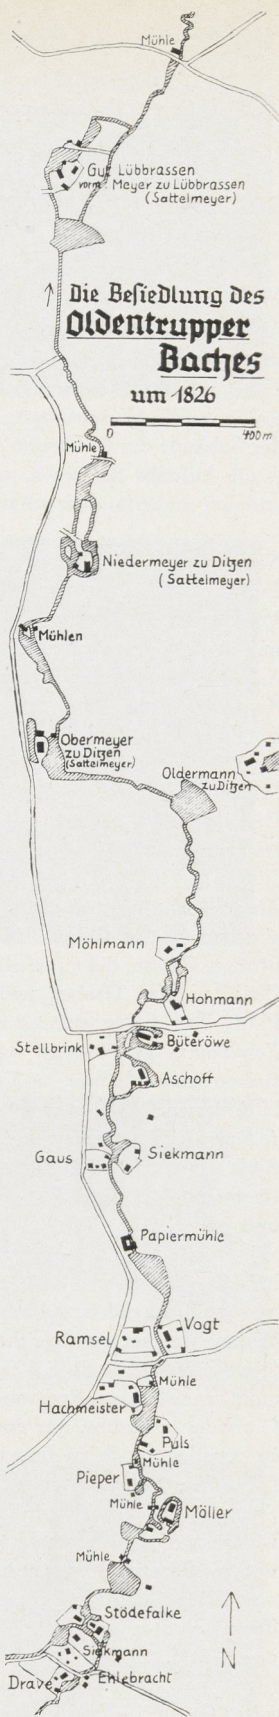 Mühle
Gut Lübbrassen
vorm. Meyer zu Lübbrassen
(Sattelmeyer)
Die Besiedlung des
Oldentrupper
Baches
um 1826
0 400 m
Mühle
Niedermeyer zu Ditzen
(Sattelmeyer)
Mühlen
Obermeyer
zu Ditzen
(Sattelmeyer)
Oldermann
zu Ditzen
Möhlmann
Hohmann
Stellbrink
Büteröwe
Aschoff
Gaus
Siekmann
Papiermühle
Ramsel
Vogt
Mühle
Hachmeister
Puls
Mühle
Pieper
Mühle
Möller
Mühle
Stödefalke
Siekmann
Drave
Ehlebracht
N